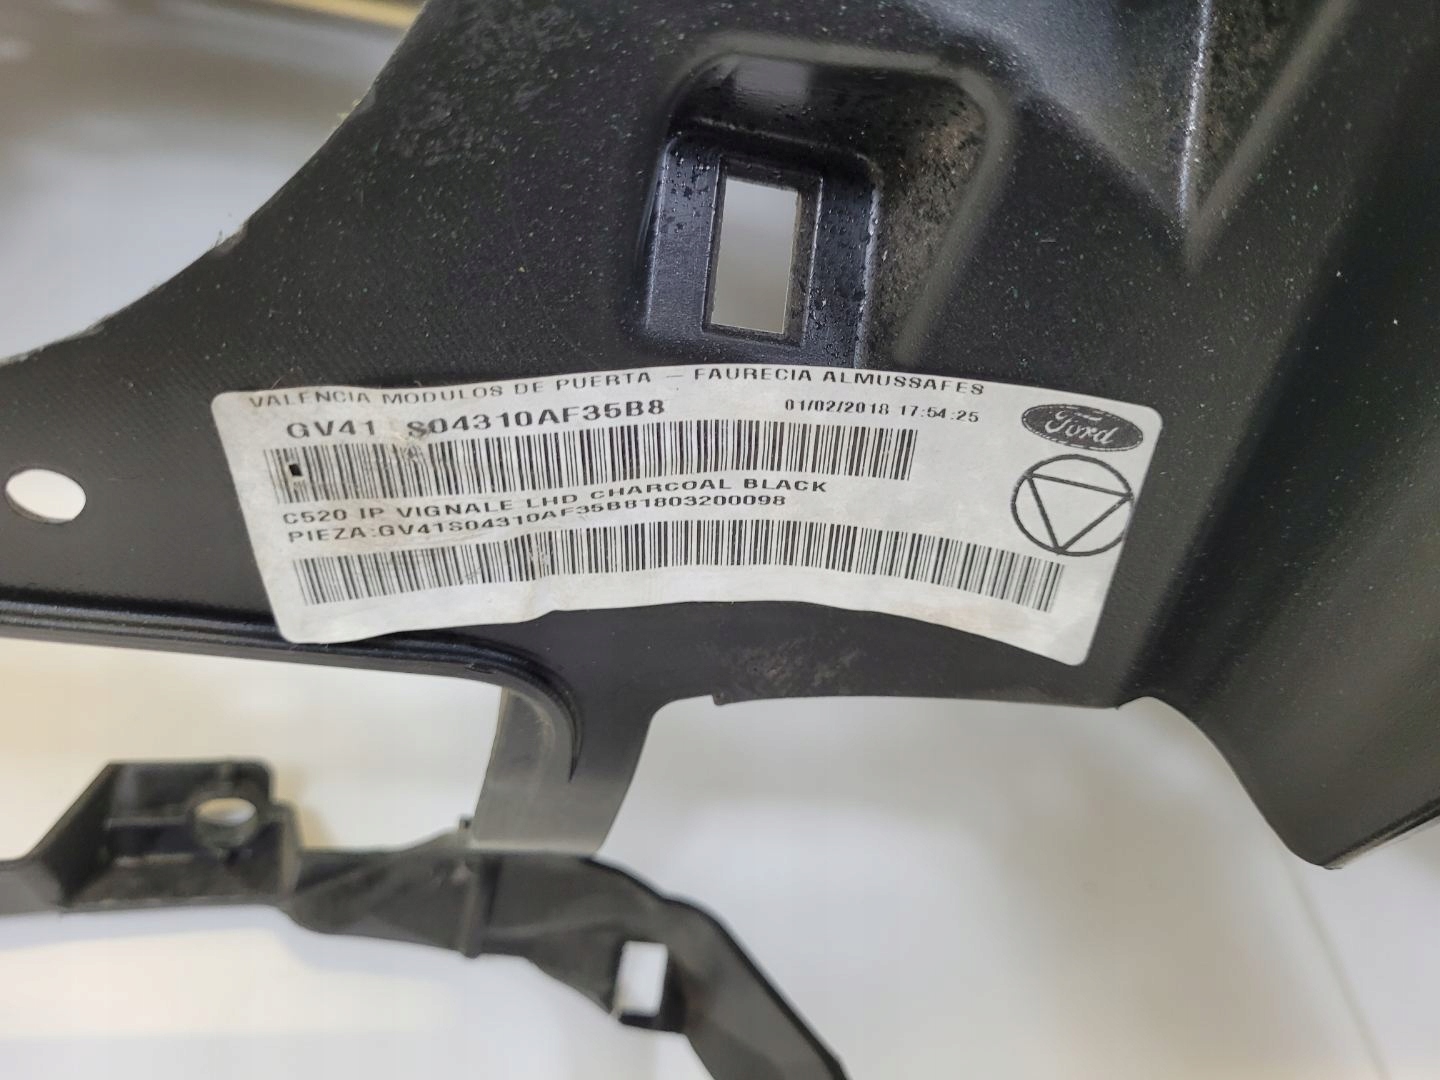 VALENCIA MODULOS DE PUERTA - FAURECIA ALMUSSAFES
GV41 S04310AF35B8
01/02/2018 17:54:25
Ford
C520 IP VIGNALE LHD CHARCOAL BLACK
PIEZA:GV41S04310AF35B81803200098